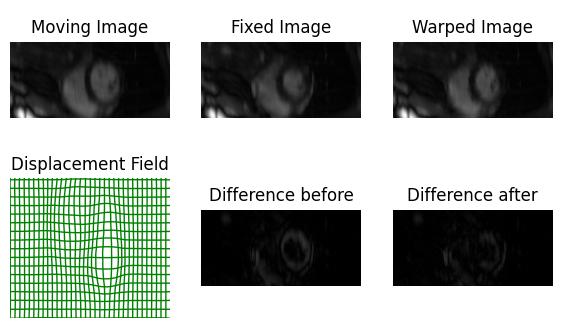 Moving Image
Fixed Image
Warped Image
Displacement Field
Difference before
Difference after